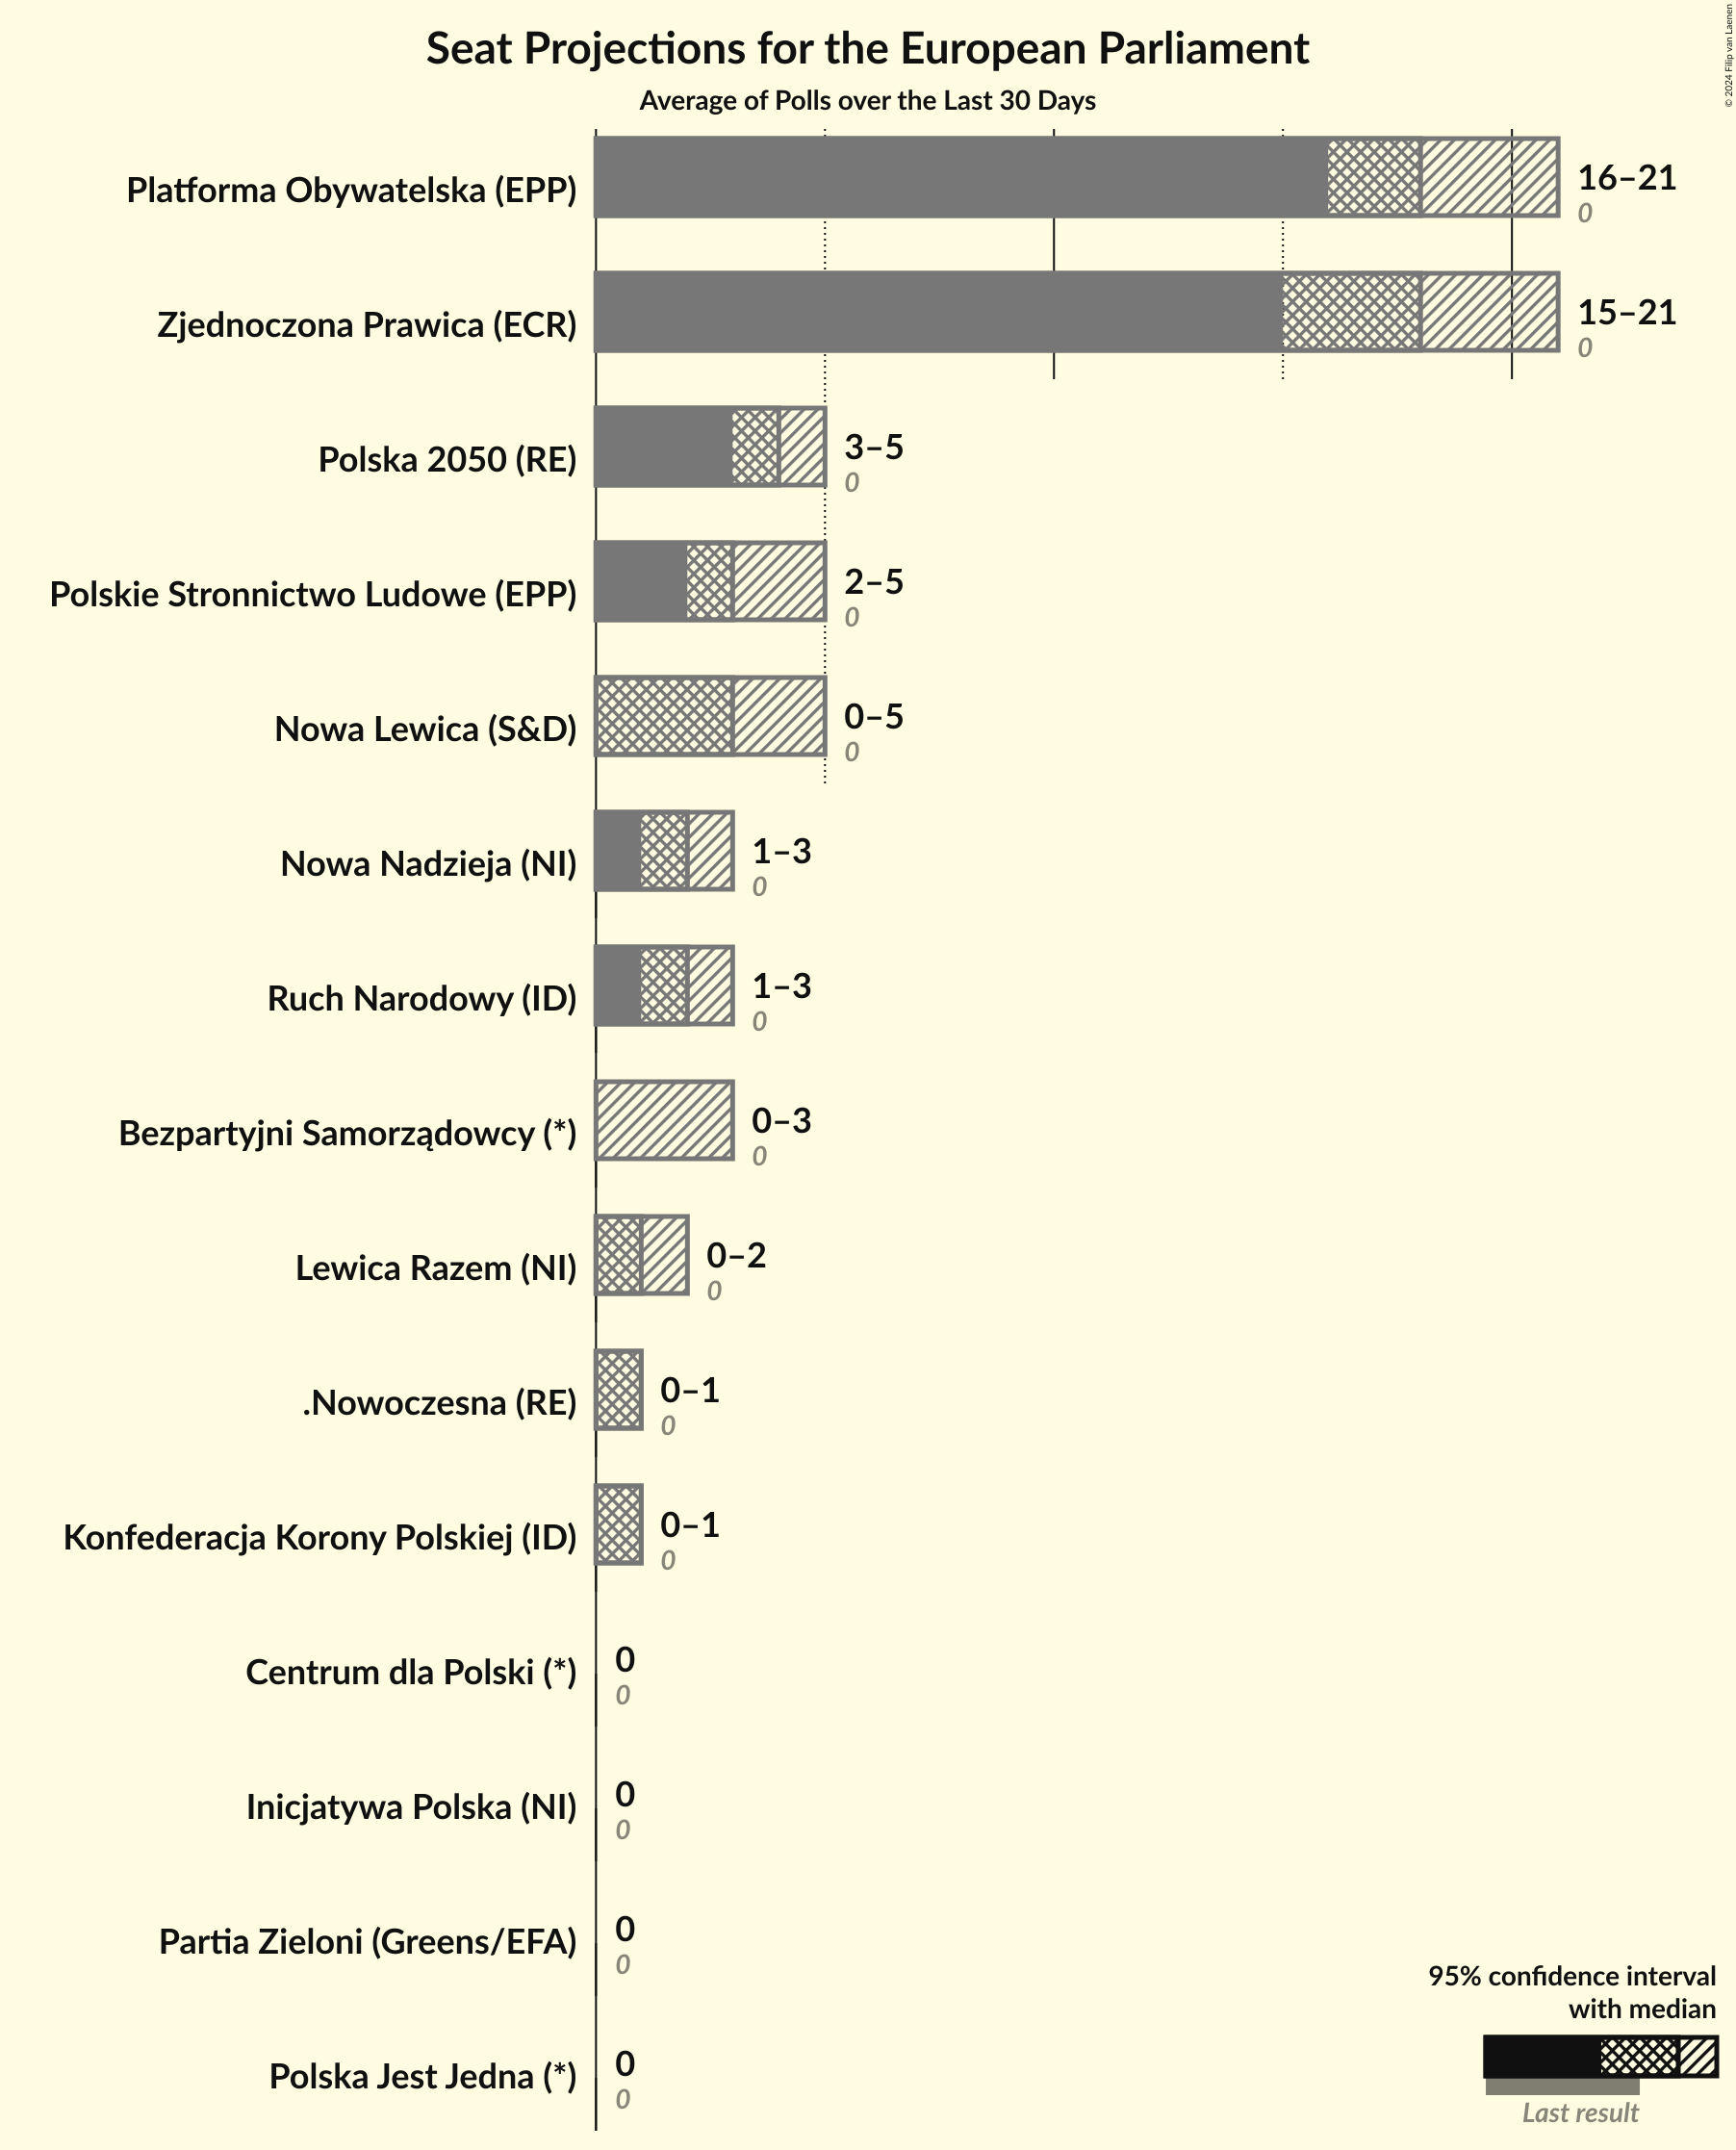 Seat Projections for the European Parliament
Average of Polls over the Last 30 Days
© 2024 Filip van Laenen
Platforma Obywatelska (EPP)
16–21
0
Zjednoczona Prawica (ECR)
15–21
0
Polska 2050 (RE)
3–5
0
Polskie Stronnictwo Ludowe (EPP)
2–5
0
Nowa Lewica (S&D)
0–5
0
Nowa Nadzieja (NI)
1–3
0
Ruch Narodowy (ID)
1–3
0
Bezpartyjni Samorządowcy (*)
0–3
0
Lewica Razem (NI)
0–2
0
.Nowoczesna (RE)
0–1
0
Konfederacja Korony Polskiej (ID)
0–1
0
Centrum dla Polski (*)
0
0
Inicjatywa Polska (NI)
0
0
Partia Zieloni (Greens/EFA)
0
0
Polska Jest Jedna (*)
0
0
95% confidence interval
with median
Last result